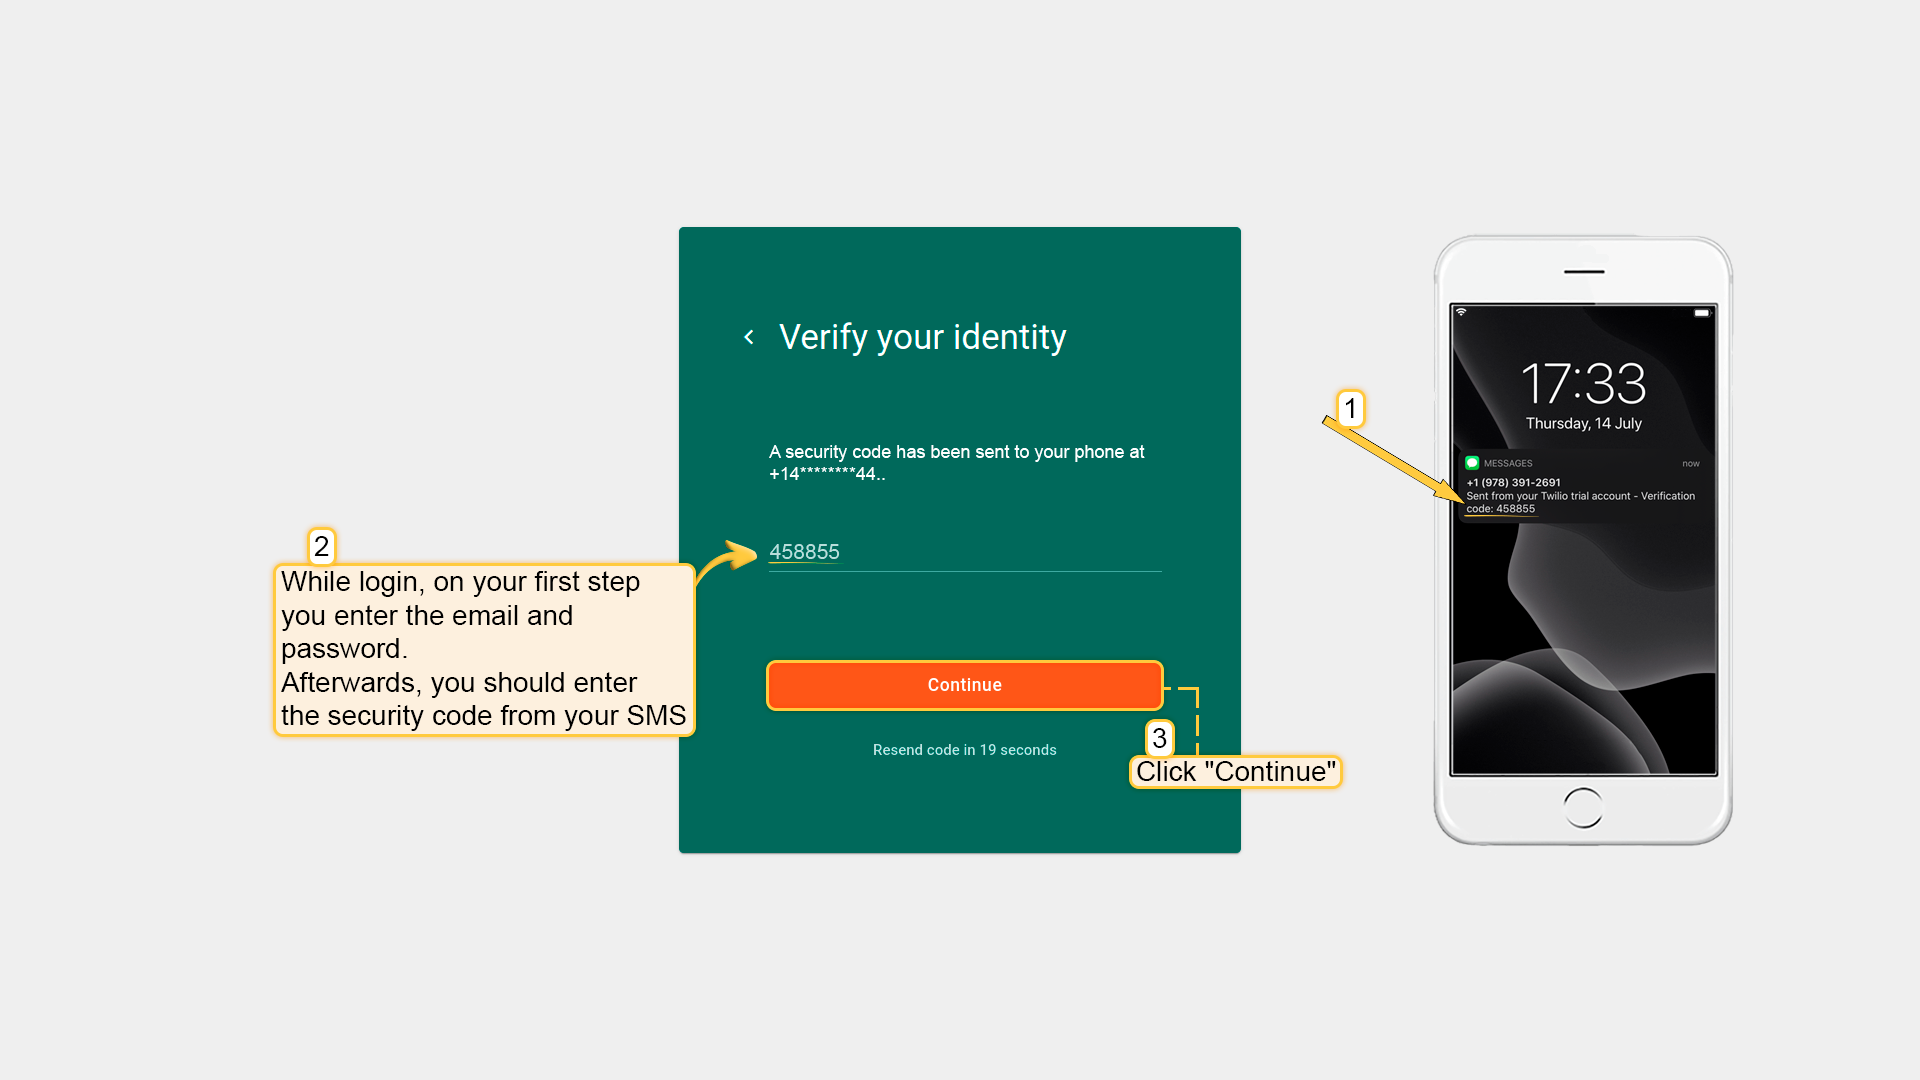 Verify your identity
A security code has been sent to your phone at
+14********44..
458855
Continue
Resend code in 19 seconds
2
While login, on your first step
you enter the email and
password.
Afterwards, you should enter
the security code from your SMS
3
Click "Continue"
1
17:33
Thursday, 14 July
MESSAGES now
+1 (978) 391-2691
Sent from your Twilio trial account - Verification
code: 458855